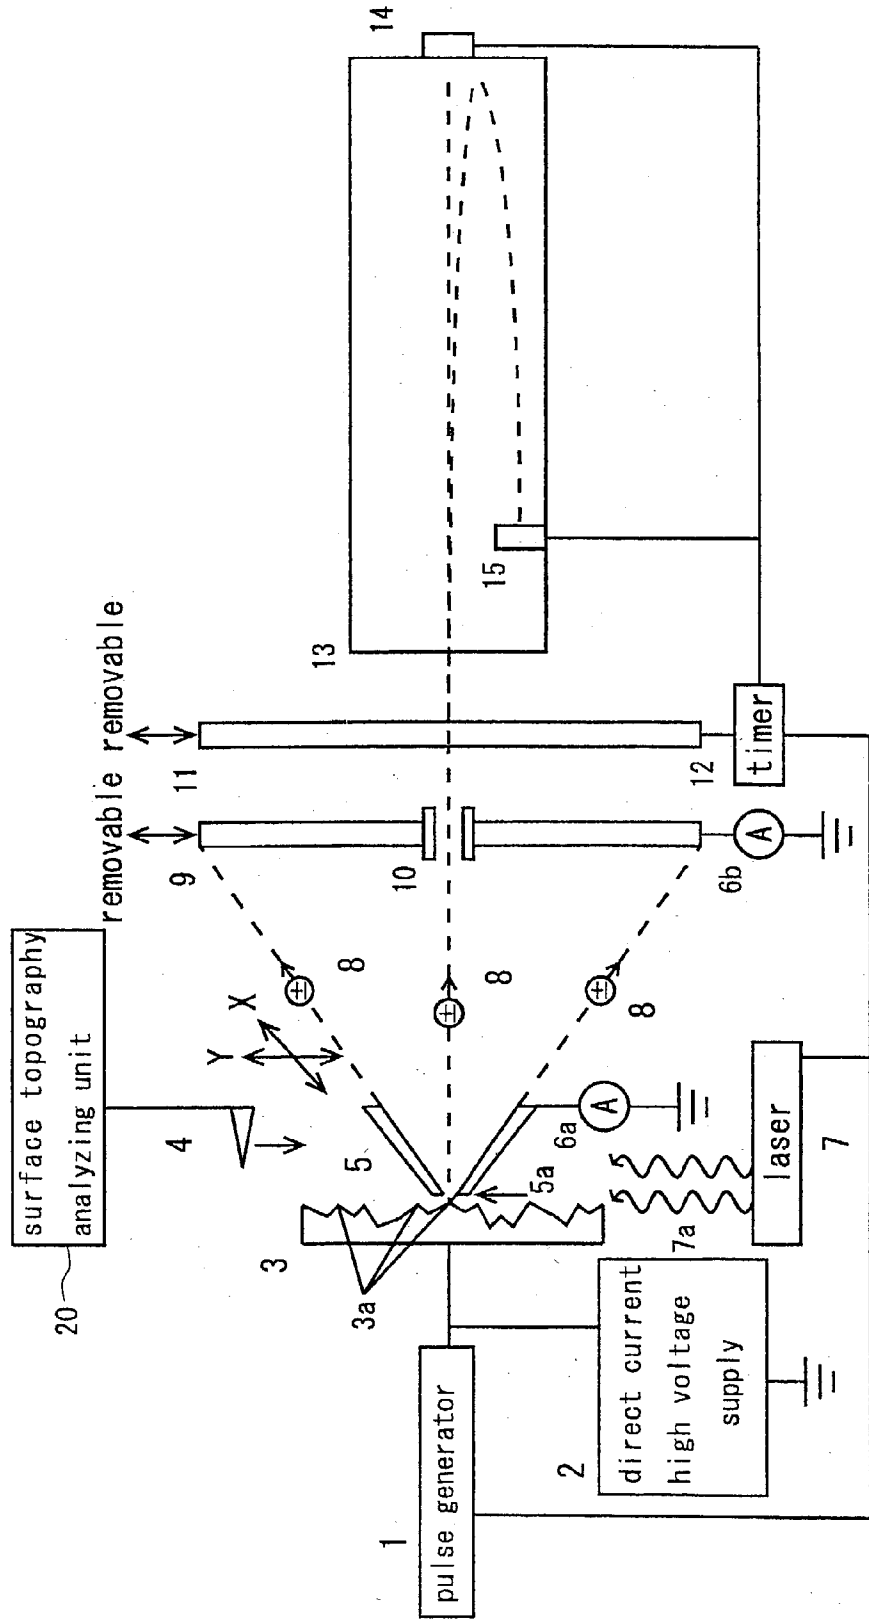 surface topography
analyzing unit
20
4
removable
removable
9
11
13
14
Y
X
5
8
10
8
8
15
3
3a
5a
6a
A
6b
A
12
timer
1
pulse generator
2
direct current
high voltage
supply
7a
laser
7
±
±
±